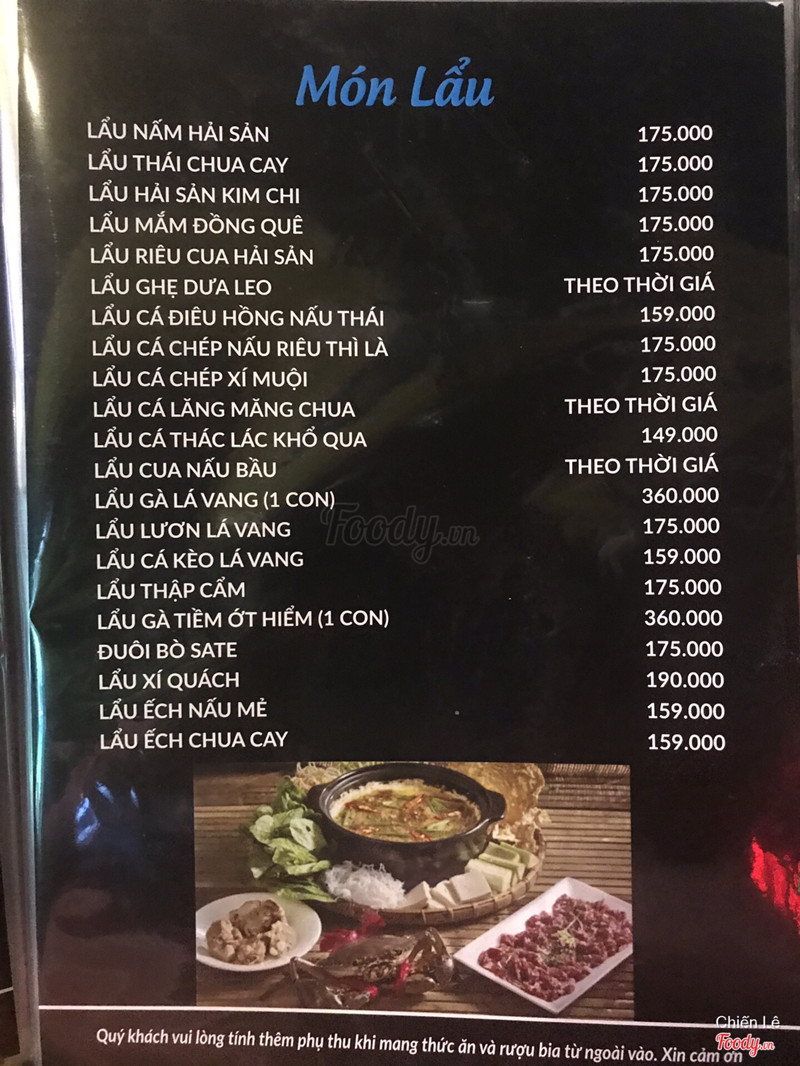 Món Lẩu
LẨU NẤM HẢI SẢN 175.000
LẨU THÁI CHUA CAY 175.000
LẨU HẢI SẢN KIM CHI 175.000
LẨU MẮM ĐỒNG QUÊ 175.000
LẨU RIÊU CUA HẢI SẢN 175.000
LẨU GHẸ DƯA LEO THEO THỜI GIÁ
LẨU CÁ ĐIÊU HỒNG NẤU THÁI 159.000
LẨU CÁ CHÉP NẤU RIÊU THÌ LÀ 175.000
LẨU CÁ CHÉP XÍ MUỘI 175.000
LẨU CÁ LĂNG MĂNG CHUA THEO THỜI GIÁ
LẨU CÁ THÁC LÁC KHỔ QUA 149.000
LẨU CUA NẤU BẦU THEO THỜI GIÁ
LẨU GÀ LÁ VANG (1 CON) 360.000
LẨU LƯƠN LÁ VANG 175.000
Foody.vn
LẨU CÁ KÈO LÁ VANG 159.000
LẨU THẬP CẨM 175.000
LẨU GÀ TIỀM ỚT HIỂM (1 CON) 360.000
ĐUÔI BÒ SATE 175.000
LẨU XÍ QUÁCH 190.000
LẨU ẾCH NẤU MẺ 159.000
LẨU ẾCH CHUA CAY 159.000
Quý khách vui lòng tính thêm phụ thu khi mang thức ăn và rượu bia từ ngoài vào. Xin cảm ơn
Chiến Lê
Foody.vn